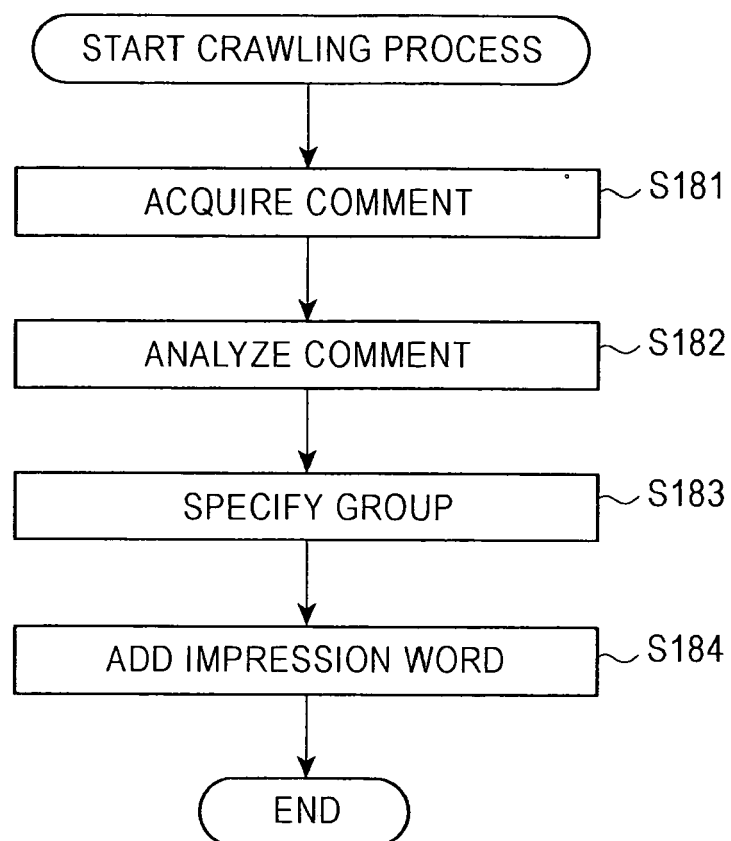 START CRAWLING PROCESS
ACQUIRE COMMENT
S181
ANALYZE COMMENT
S182
SPECIFY GROUP
S183
ADD IMPRESSION WORD
S184
END